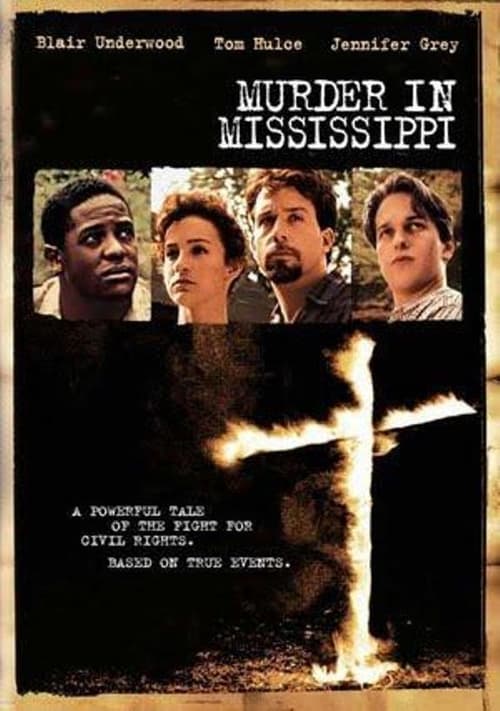 Blair Underwood Tom Hulce Jennifer Grey
MURDER IN
MISSISSIPPI
A POWERFUL TALE
OF THE FIGHT FOR
CIVIL RIGHTS.
BASED ON TRUE EVENTS.